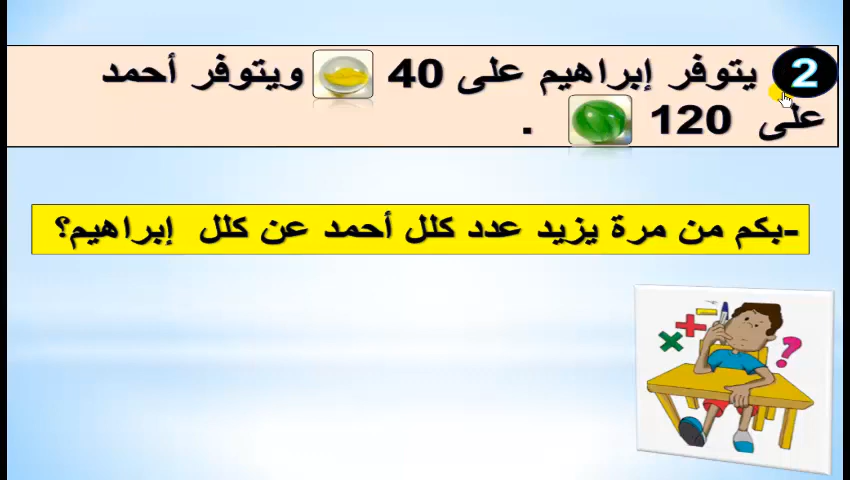 2 يتوفر إبراهيم على 40 ويتوفر أحمد
على 120 .
-بكم من مرة يزيد عدد كلل أحمد عن كلل إبراهيم؟